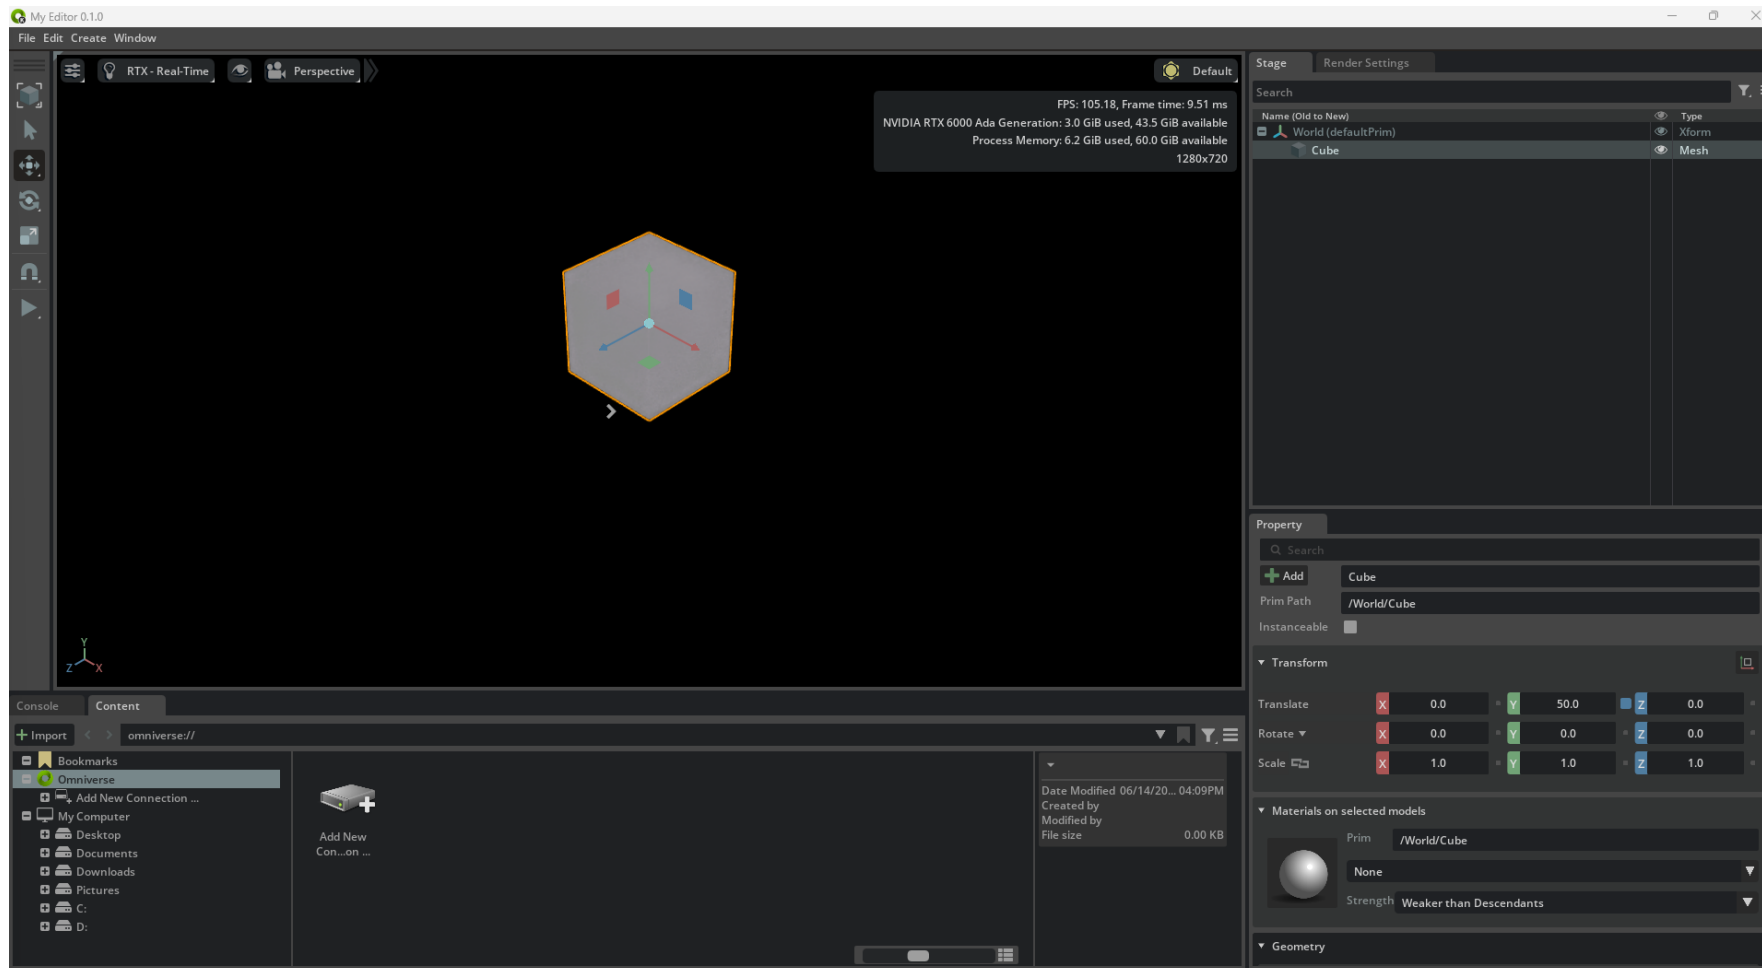 My Editor 0.1.0
File Edit Create Window
RTX - Real-Time
Perspective
Default
FPS: 105.18, Frame time: 9.51 ms
NVIDIA RTX 6000 Ada Generation: 3.0 GiB used, 43.5 GiB available
Process Memory: 6.2 GiB used, 60.0 GiB available
1280x720
Y
Z X
Stage Render Settings
Search
Name (Old to New) Type
World (defaultPrim) Xform
Cube Mesh
Property
Search
Add Cube
Prim Path /World/Cube
Instanceable
Transform
Translate X 0.0 Y 50.0 Z 0.0
Rotate X 0.0 Y 0.0 Z 0.0
Scale X 1.0 Y 1.0 Z 1.0
Materials on selected models
Prim /World/Cube
None
Strength Weaker than Descendants
Geometry
Console Content
Import omniverse://
Bookmarks
Omniverse
Add New Connection ...
My Computer
Desktop
Documents
Downloads
Pictures
C:
D:
Add New
Con...on ...
Date Modified 06/14/20... 04:09PM
Created by
Modified by
File size 0.00 KB